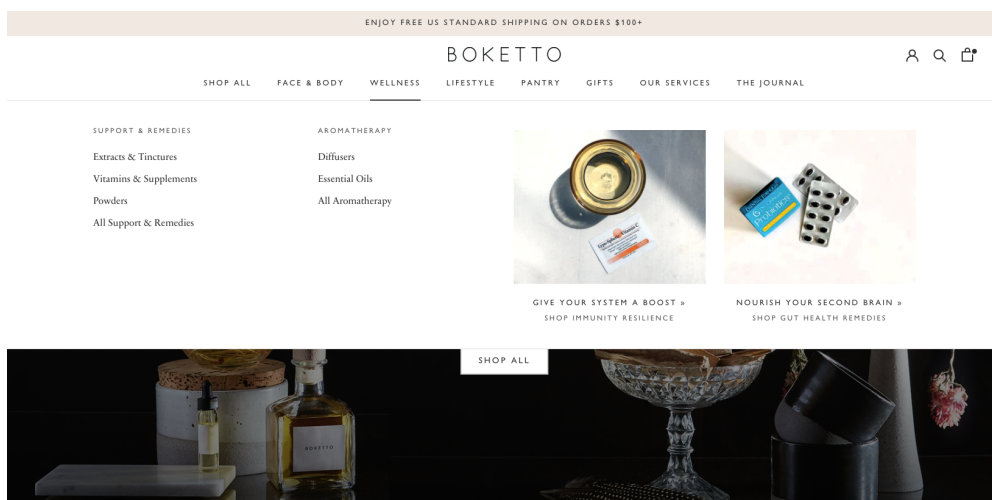 ENJOY FREE US STANDARD SHIPPING ON ORDERS $100+
BOKETTO
SHOP ALL FACE & BODY WELLNESS LIFESTYLE PANTRY GIFTS OUR SERVICES THE JOURNAL
SUPPORT & REMEDIES
Extracts & Tinctures
Vitamins & Supplements
Powders
All Support & Remedies
AROMATHERAPY
Diffusers
Essential Oils
All Aromatherapy
Vitamin C
GIVE YOUR SYSTEM A BOOST »
SHOP IMMUNITY RESILIENCE
Probiotic
NOURISH YOUR SECOND BRAIN »
SHOP GUT HEALTH REMEDIES
SHOP ALL
BOKETTO